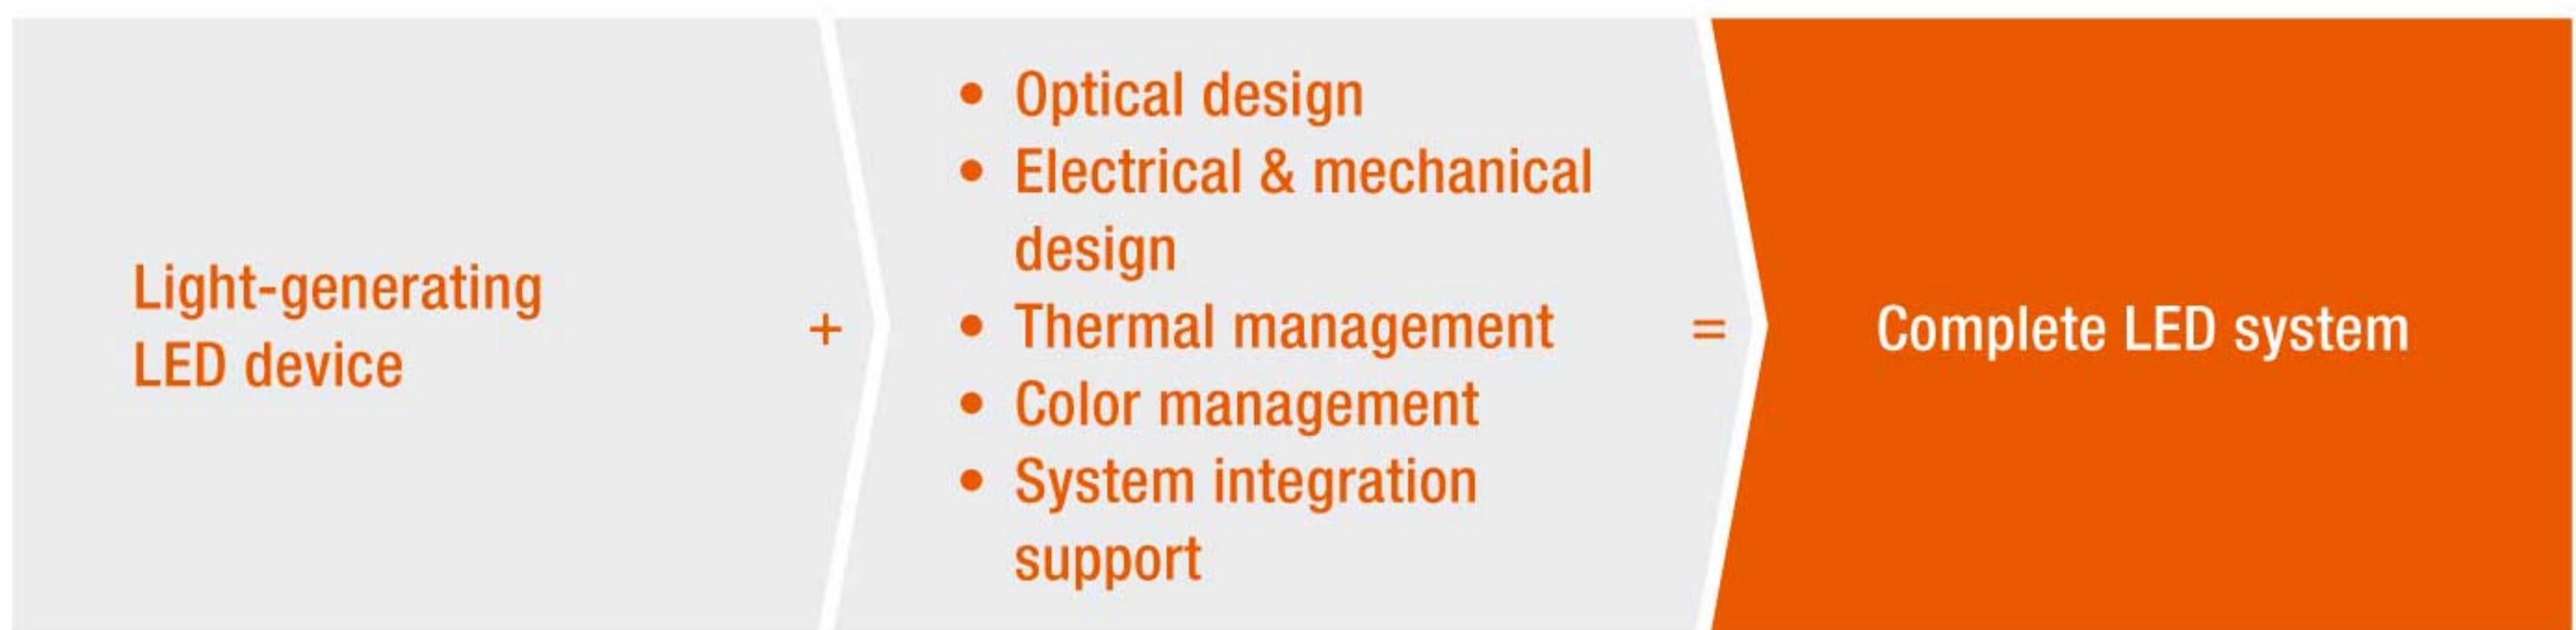 Light-generating
LED device
+
• Optical design
• Electrical & mechanical
design
• Thermal management
• Color management
• System integration
support
=
Complete LED system